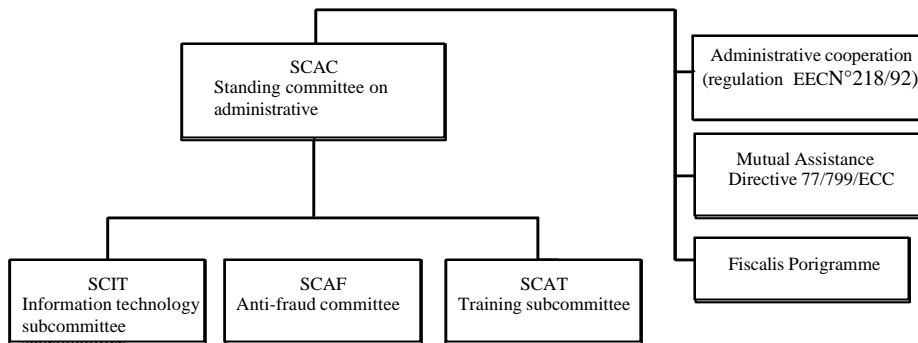 SCAC
Standing committee on
administrative
Administrative cooperation
(regulation EECN°218/92)
Mutual Assistance
Directive 77/799/ECC
Fiscalis Porigramme
SCIT
Information technology
subcommittee
SCAF
Anti-fraud committee
SCAT
Training subcommittee